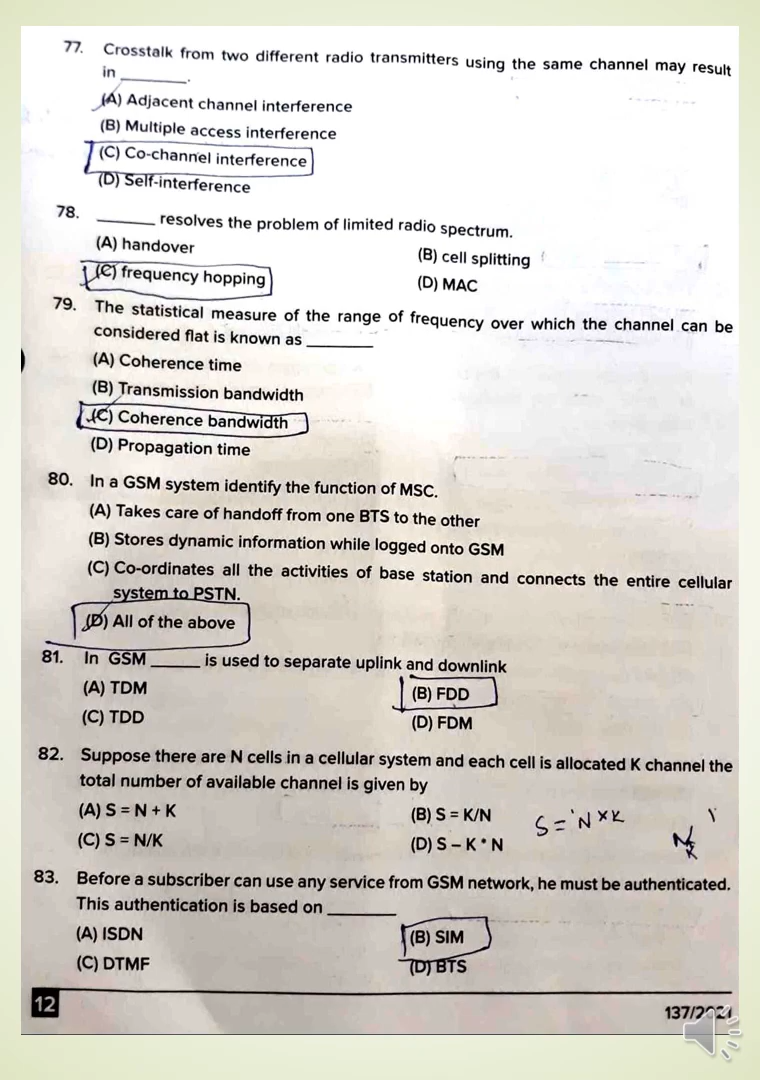 77. Crosstalk from two different radio transmitters using the same channel may result
in ________.
(A) Adjacent channel interference
(B) Multiple access interference
(C) Co-channel interference
(D) Self-interference
78. ______ resolves the problem of limited radio spectrum.
(A) handover (B) cell splitting
(C) frequency hopping (D) MAC
79. The statistical measure of the range of frequency over which the channel can be
considered flat is known as ________
(A) Coherence time
(B) Transmission bandwidth
(C) Coherence bandwidth
(D) Propagation time
80. In a GSM system identify the function of MSC.
(A) Takes care of handoff from one BTS to the other
(B) Stores dynamic information while logged onto GSM
(C) Co-ordinates all the activities of base station and connects the entire cellular
system to PSTN.
(D) All of the above
81. In GSM ______ is used to separate uplink and downlink
(A) TDM (B) FDD
(C) TDD (D) FDM
82. Suppose there are N cells in a cellular system and each cell is allocated K channel the
total number of available channel is given by
(A) S = N + K (B) S = K/N S = N × K
(C) S = N/K (D) S – K * N N/K
83. Before a subscriber can use any service from GSM network, he must be authenticated.
This authentication is based on ________
(A) ISDN (B) SIM
(C) DTMF (D) BTS
12 137/2021